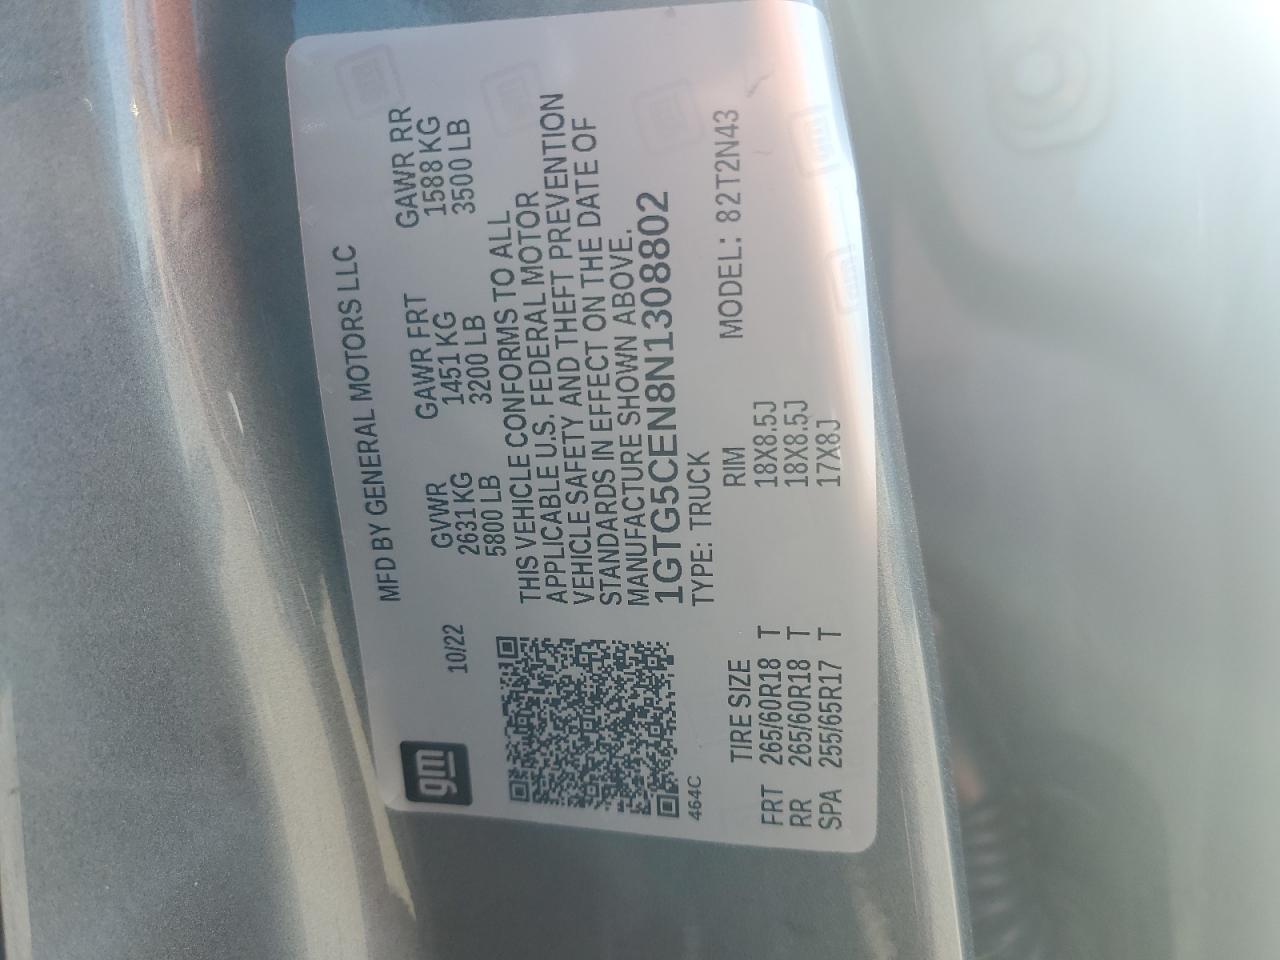 gm
MFD BY GENERAL MOTORS LLC
10/22
GVWR GAWR FRT GAWR RR
2631 KG 1451 KG 1588 KG
5800 LB 3200 LB 3500 LB
THIS VEHICLE CONFORMS TO ALL
APPLICABLE U.S. FEDERAL MOTOR
VEHICLE SAFETY AND THEFT PREVENTION
STANDARDS IN EFFECT ON THE DATE OF
MANUFACTURE SHOWN ABOVE.
1GTG5CEN8N1308802
464C
TYPE: TRUCK MODEL: 82T2N43
TIRE SIZE RIM
FRT 265/60R18 T 18X8.5J
RR 265/60R18 T 18X8.5J
SPA 255/65R17 T 17X8J